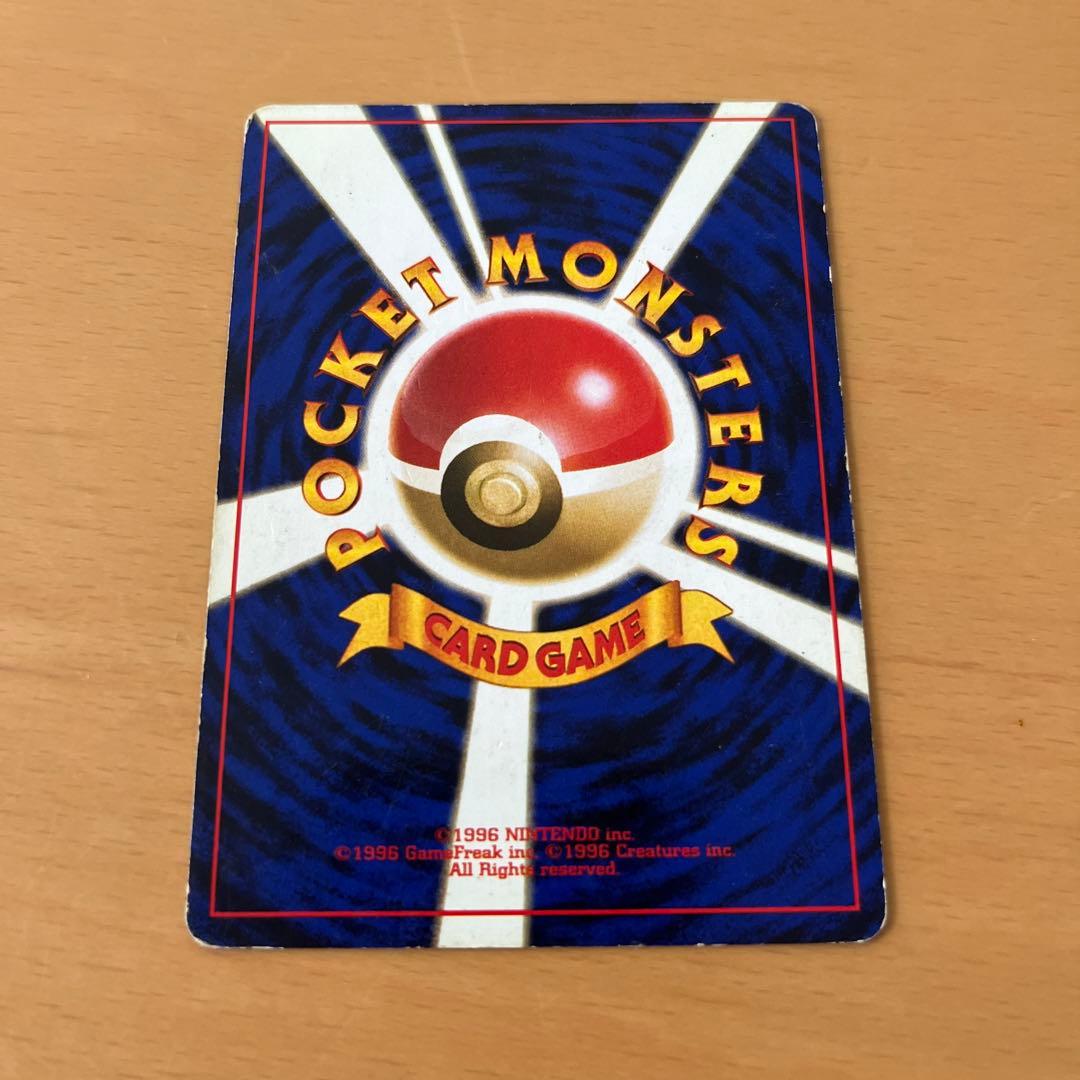 POCKET MONSTERS
CARD GAME
©1996 NINTENDO inc.
©1996 GameFreak inc. ©1996 Creatures inc.
All Rights reserved.